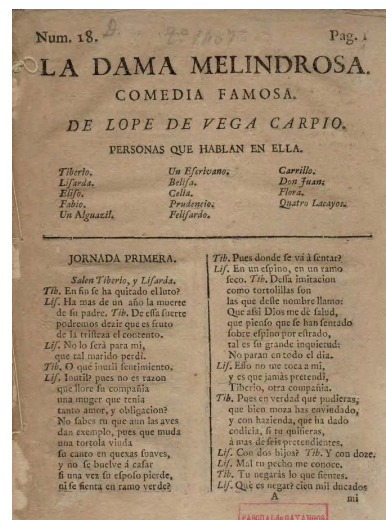 Num. 18.
Pag. 1
LA DAMA MELINDROSA.
COMEDIA FAMOSA.
DE LOPE DE VEGA CARPIO.
PERSONAS QUE HABLAN EN ELLA.
Tiberio.
Lisarda.
Eliso.
Fabio.
Un Alguazil.
Un Escrivano.
Belisa.
Celia.
Prudencio.
Felisardo.
Carrillo.
Don Juan.
Flora.
Quatro Lacayos.
JORNADA PRIMERA.
Salen Tiberio, y Lisarda.
Tib. En fin se ha quitado el luto?
Lis. Ha mas de un año la muerte
de su padre. Tib. De essa suerte
podremos dezir que es fruto
de la tristeza el contento.
Lis. No lo será para mi,
que tal marido perdí.
Tib. O qué inutil sentimiento.
Lis. Inutil? pues no es razon
que llore su compañia
una muger que tenia
tanto amor, y obligacion?
No sabes tu que aun las aves
dan exemplo, pues que muda
una tortola viuda
su canto en quexas suaves,
y no se buelve á casar
si una vez su esposo pierde,
ni se sienta en ramo verde?
Tib. Pues donde se vá á sentar?
Lis. En un espino, en un ramo
seco. Tib. Dessa imitacion
como tortolillas son
las que deste nombre llamo:
Que assi Dios me dé salud,
que pienso que se han sentado
sobre espino por estrado,
tal es su grande inquietud:
No paran en todo el dia.
Lis. Esso no me toca á mi,
y es que jamás pretendi,
Tiberio, otra compañia.
Tib. Pues en verdad que pudieras;
que bien moza has enviudado,
y con hazienda, que ha dado
codicia, si tu quisieras,
á mas de seis pretendientes.
Lis. Con dos hijos? Tib. Y con doze.
Lis. Mal tu pecho me conoce.
Tib. Tu negarás lo que sientes.
Lis. Qué es negar? cien mil ducados
A
mi
PASCUAL de GAYANGOS